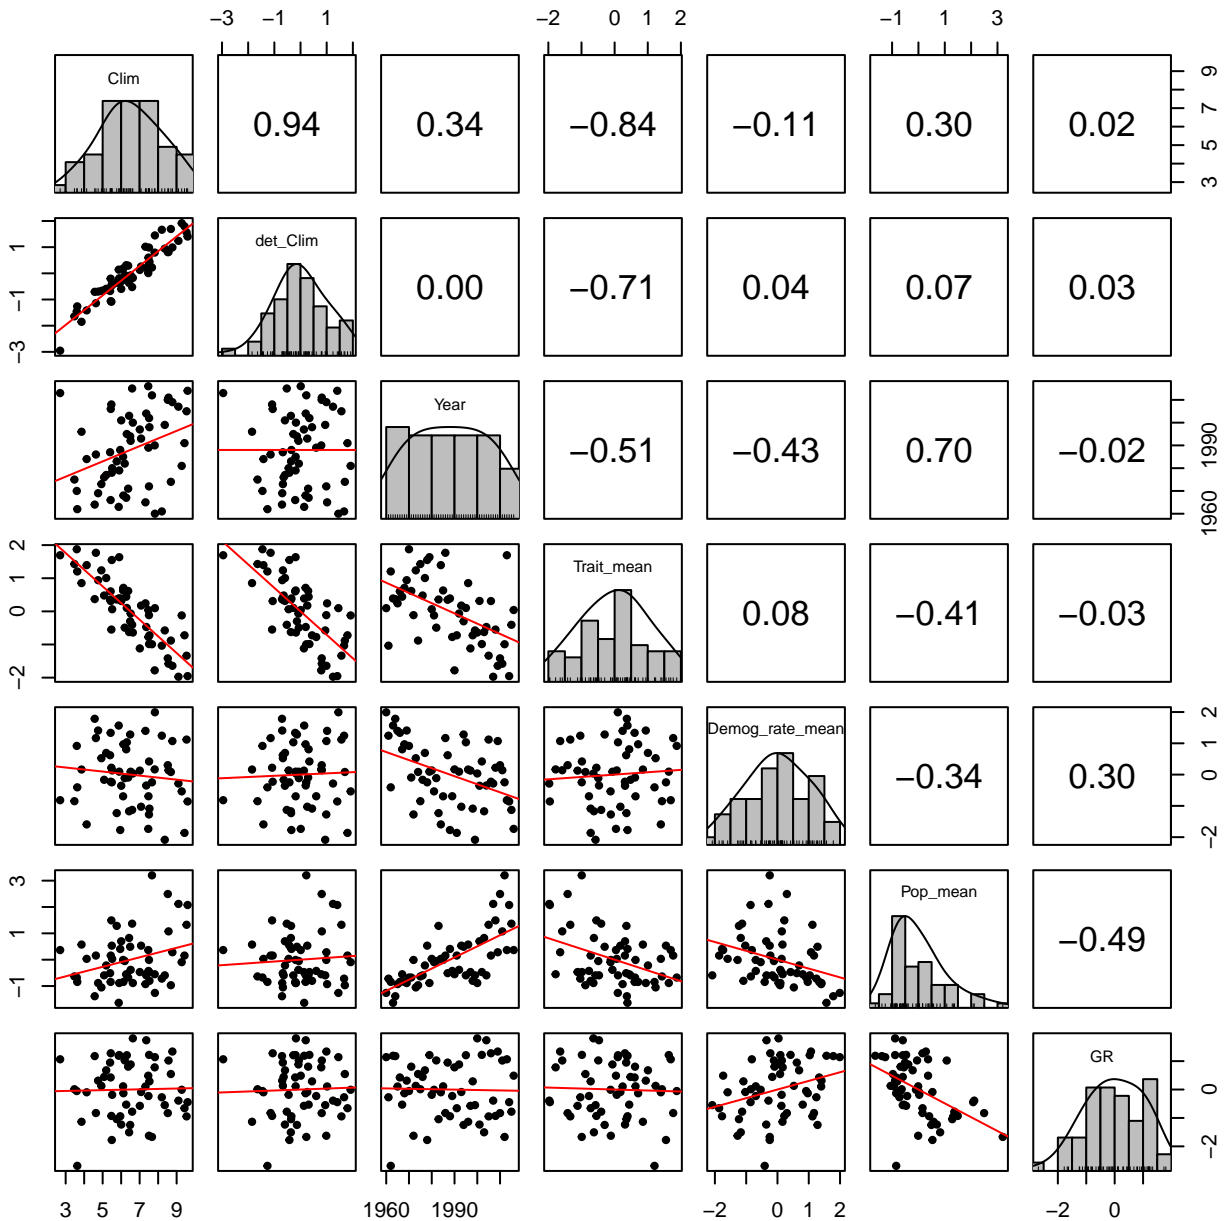 −3 −1 1 −2 0 1 2 −1 1 3
Clim
0.94 0.34 −0.84 −0.11 0.30 0.02
3 5 7 9
−3 −1 1
det_Clim
0.00 −0.71 0.04 0.07 0.03
Year
−0.51 −0.43 0.70 −0.02
1960 1990
−2 0 1 2
Trait_mean
0.08 −0.41 −0.03
Demog_rate_mean
−0.34 0.30
−2 0 1 2
−1 1 3
Pop_mean
−0.49
GR
−2 0
3 5 7 9 1960 1990 −2 0 1 2 −2 0